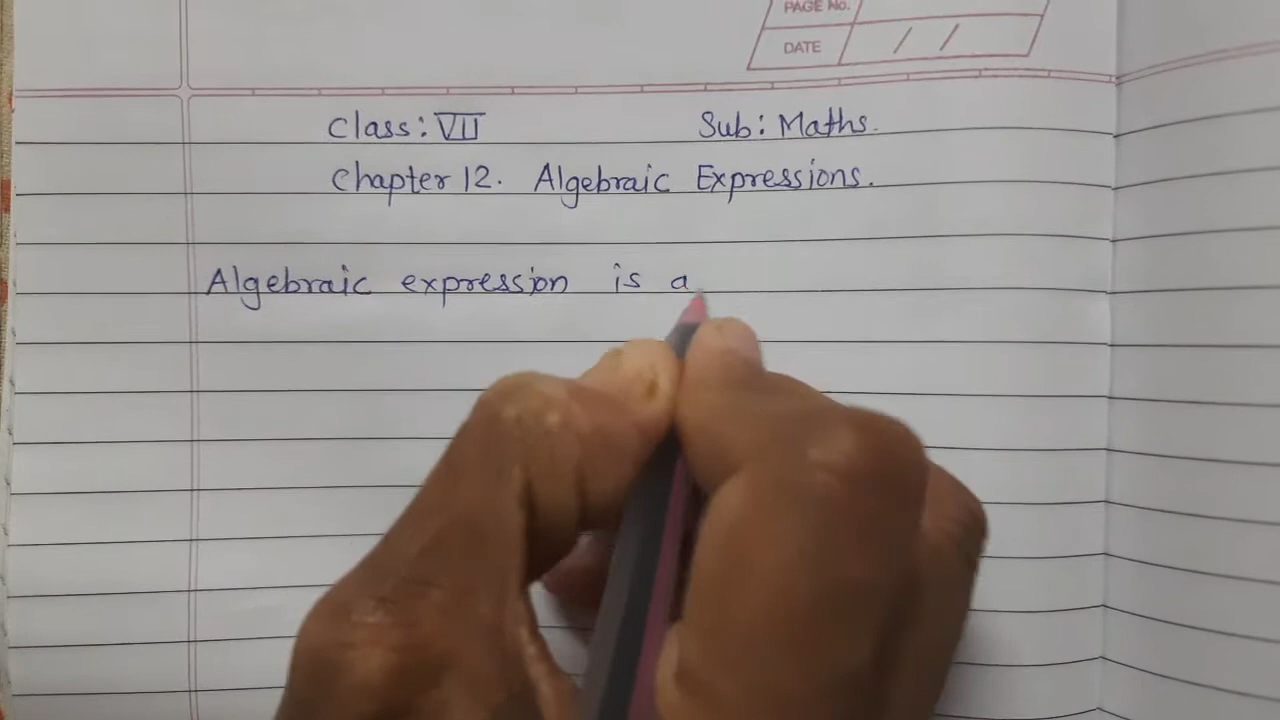 PAGE No.
DATE / /
Class: VII Sub: Maths.
Chapter 12. Algebraic Expressions.
Algebraic expression is a